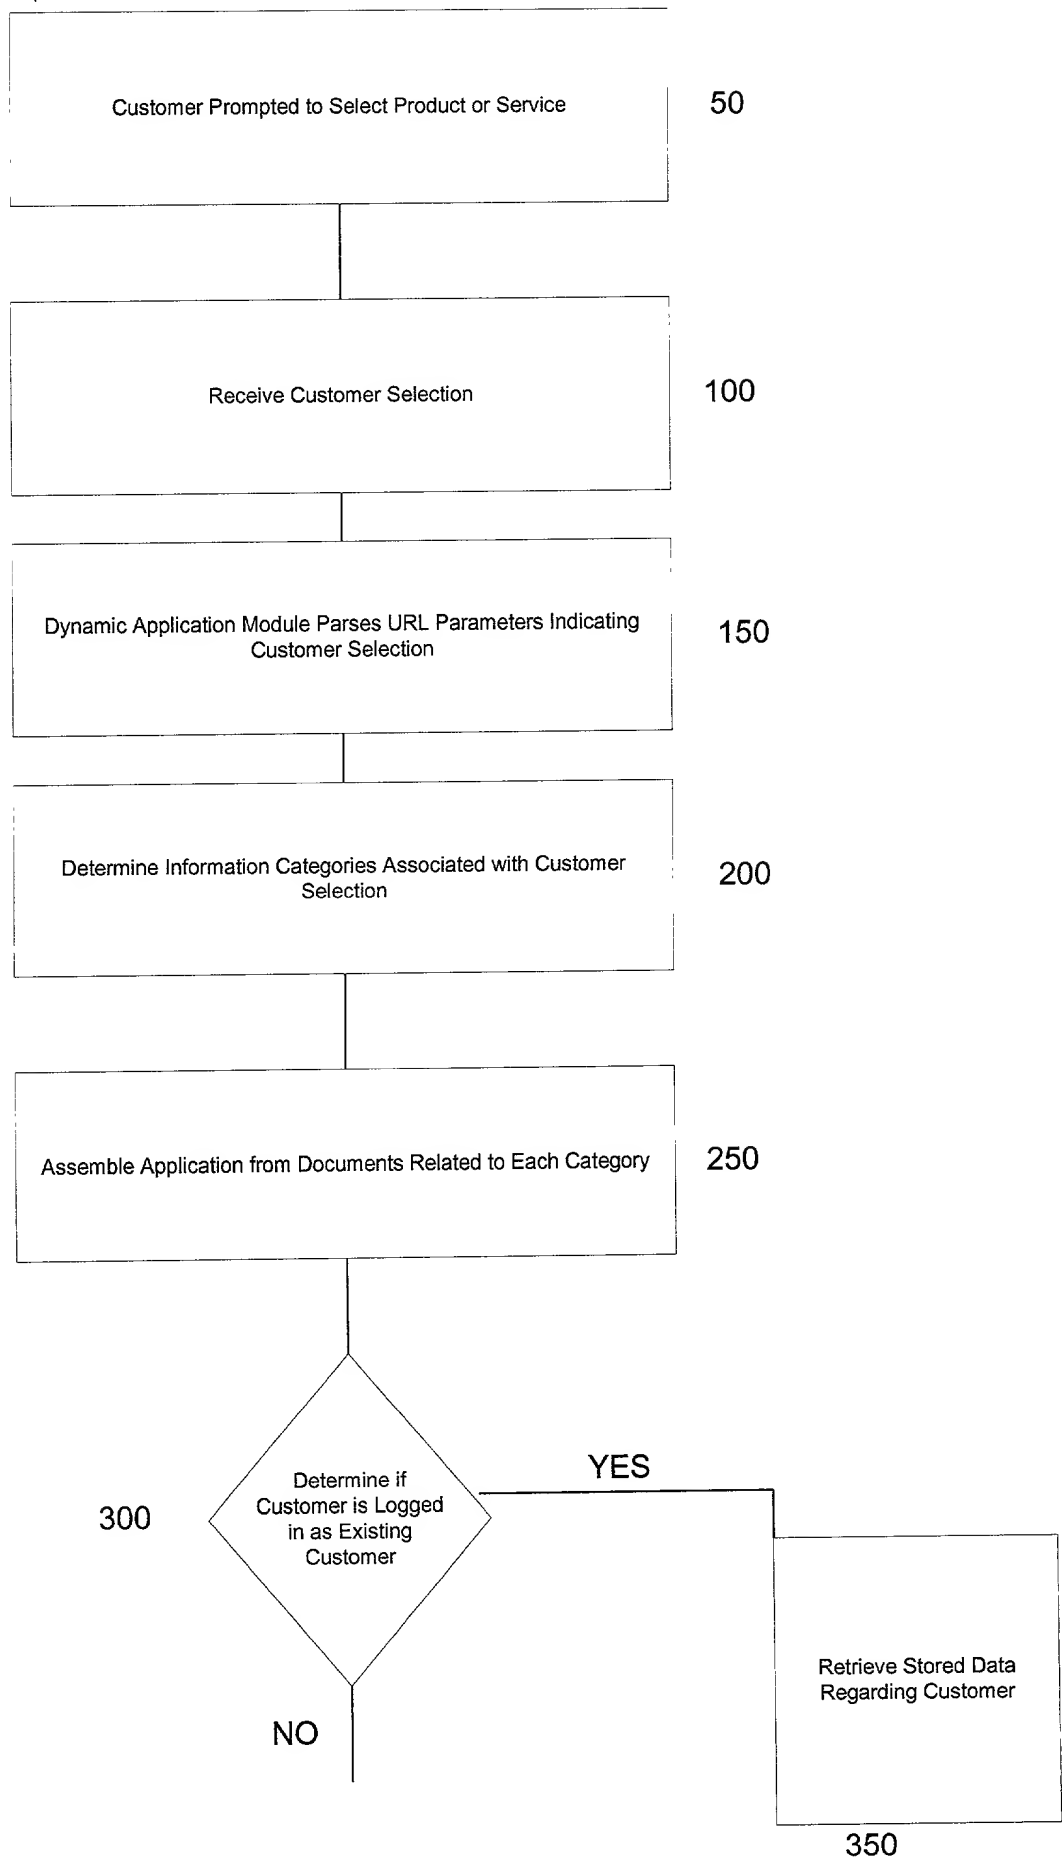 Customer Prompted to Select Product or Service
50
Receive Customer Selection
100
Dynamic Application Module Parses URL Parameters Indicating
Customer Selection
150
Determine Information Categories Associated with Customer
Selection
200
Assemble Application from Documents Related to Each Category
250
Determine if
Customer is Logged
in as Existing
Customer
300
YES
NO
Retrieve Stored Data
Regarding Customer
350